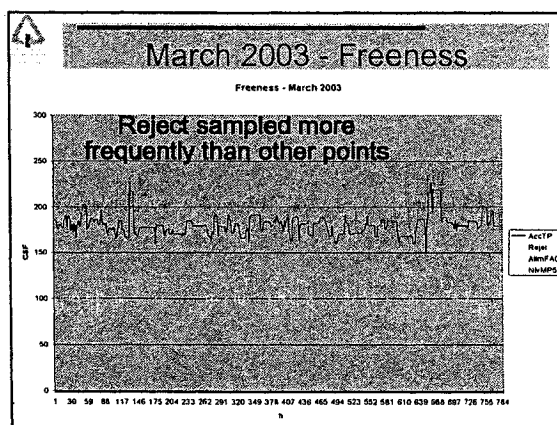 March 2003 - Freeness
Freeness - March 2003
Reject sampled more
frequently than other points
300
250
200
150
100
50
0
CSF
1 30 59 88 117 146 175 204 233 262 291 320 349 378 407 436 465 494 523 552 581 610 639 668 697 726 755 784
h
AccTP
Rejet